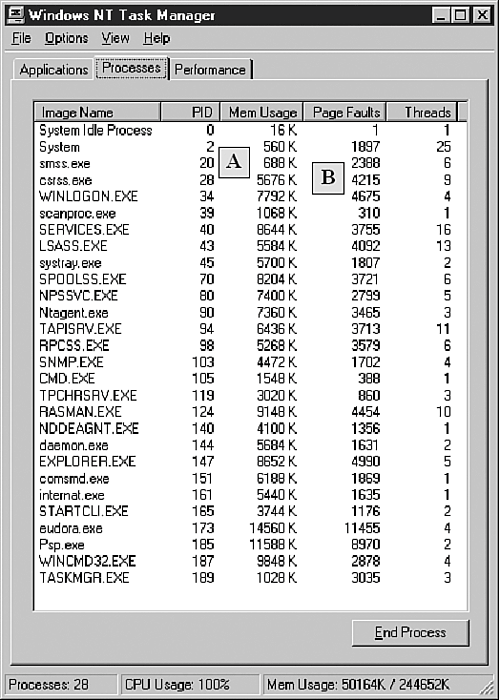 Windows NT Task Manager
File Options View Help
Applications Processes Performance
Image Name PID Mem Usage Page Faults Threads
System Idle Process 0 16 K 1 1
System 2 560 K 1897 25
smss.exe 20 688 K 2388 6
csrss.exe 28 5676 K 4215 9
WINLOGON.EXE 34 7792 K 4675 4
scanproc.exe 39 1068 K 310 1
SERVICES.EXE 40 8644 K 3755 16
LSASS.EXE 43 5584 K 4092 13
systray.exe 45 5700 K 1807 2
SPOOLSS.EXE 70 8204 K 3721 6
NPSSVC.EXE 80 7400 K 2799 5
Ntagent.exe 90 7360 K 3465 3
TAPISRV.EXE 94 6436 K 3713 11
RPCSS.EXE 98 5268 K 3579 6
SNMP.EXE 103 4472 K 1702 4
CMD.EXE 105 1548 K 388 1
TPCHRSRV.EXE 119 3020 K 860 3
RASMAN.EXE 124 9148 K 4454 10
NDDEAGNT.EXE 140 4100 K 1356 1
daemon.exe 144 5684 K 1631 2
EXPLORER.EXE 147 8652 K 4990 5
comsmd.exe 151 6188 K 1869 1
internat.exe 161 5440 K 1635 1
STARTCLI.EXE 165 3744 K 1176 2
eudora.exe 173 14560 K 11455 4
Psp.exe 185 11588 K 8970 2
WINCMD32.EXE 187 9848 K 2878 4
TASKMGR.EXE 189 1028 K 3035 3
A
B
End Process
Processes: 28 CPU Usage: 100% Mem Usage: 50164K / 244652K